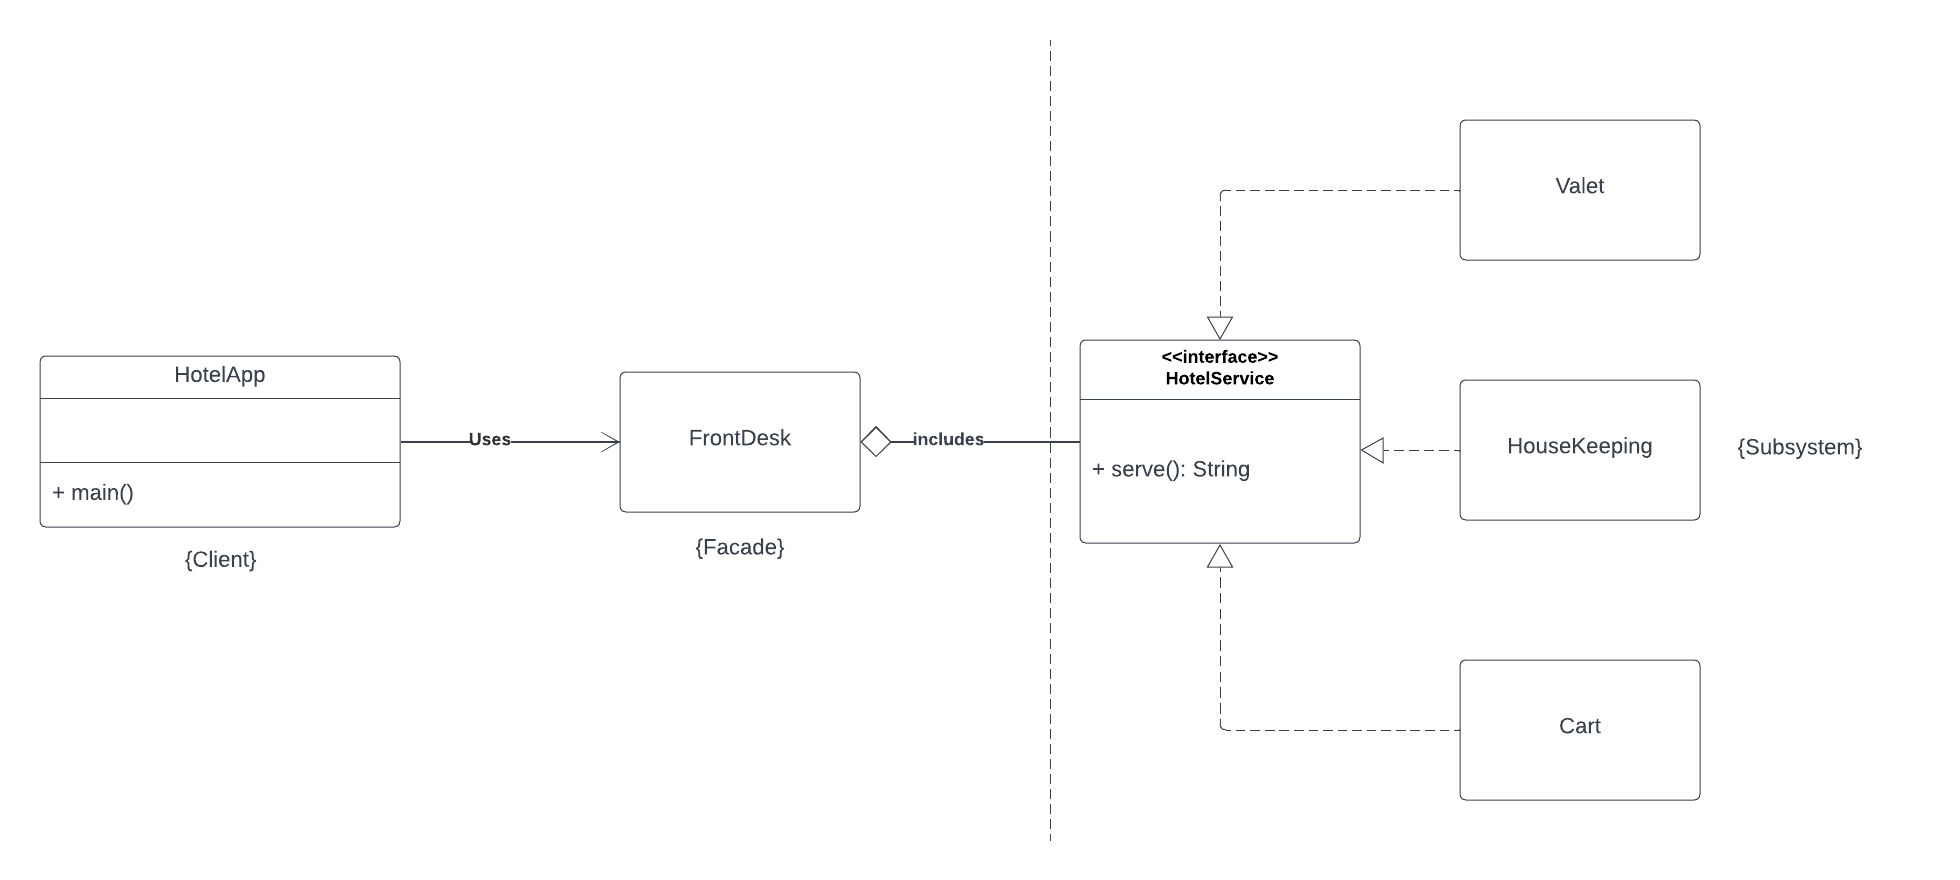 HotelApp
+ main()
{Client}
Uses
FrontDesk
{Facade}
includes
<<interface>>
HotelService
+ serve(): String
Valet
HouseKeeping
{Subsystem}
Cart